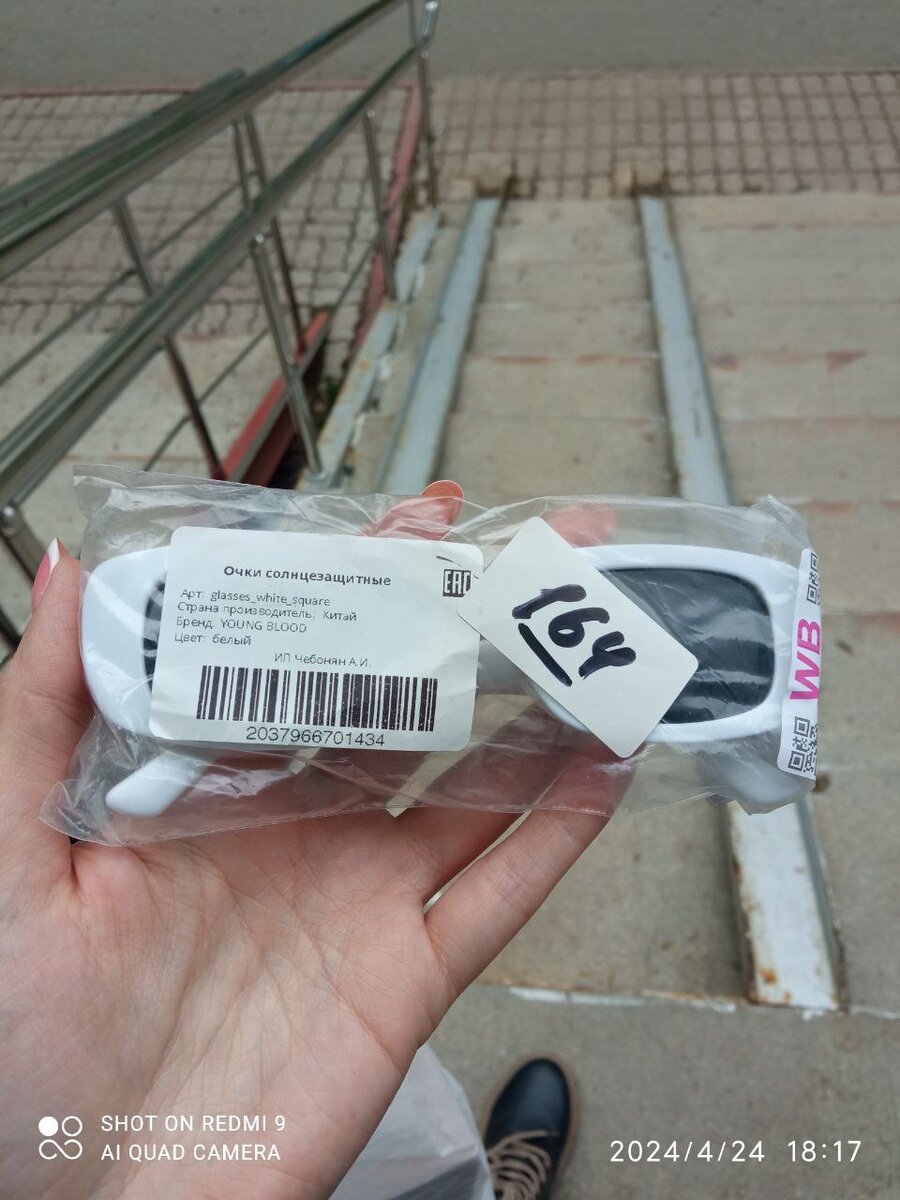 Очки солнцезащитные
EAC
Арт: glasses_white_square
Страна производитель: Китай
Бренд: YOUNG BLOOD
Цвет: белый
ИП Чебонян А.И.
2037966701434
164
WB
SHOT ON REDMI 9
AI QUAD CAMERA
2024/4/24 18:17